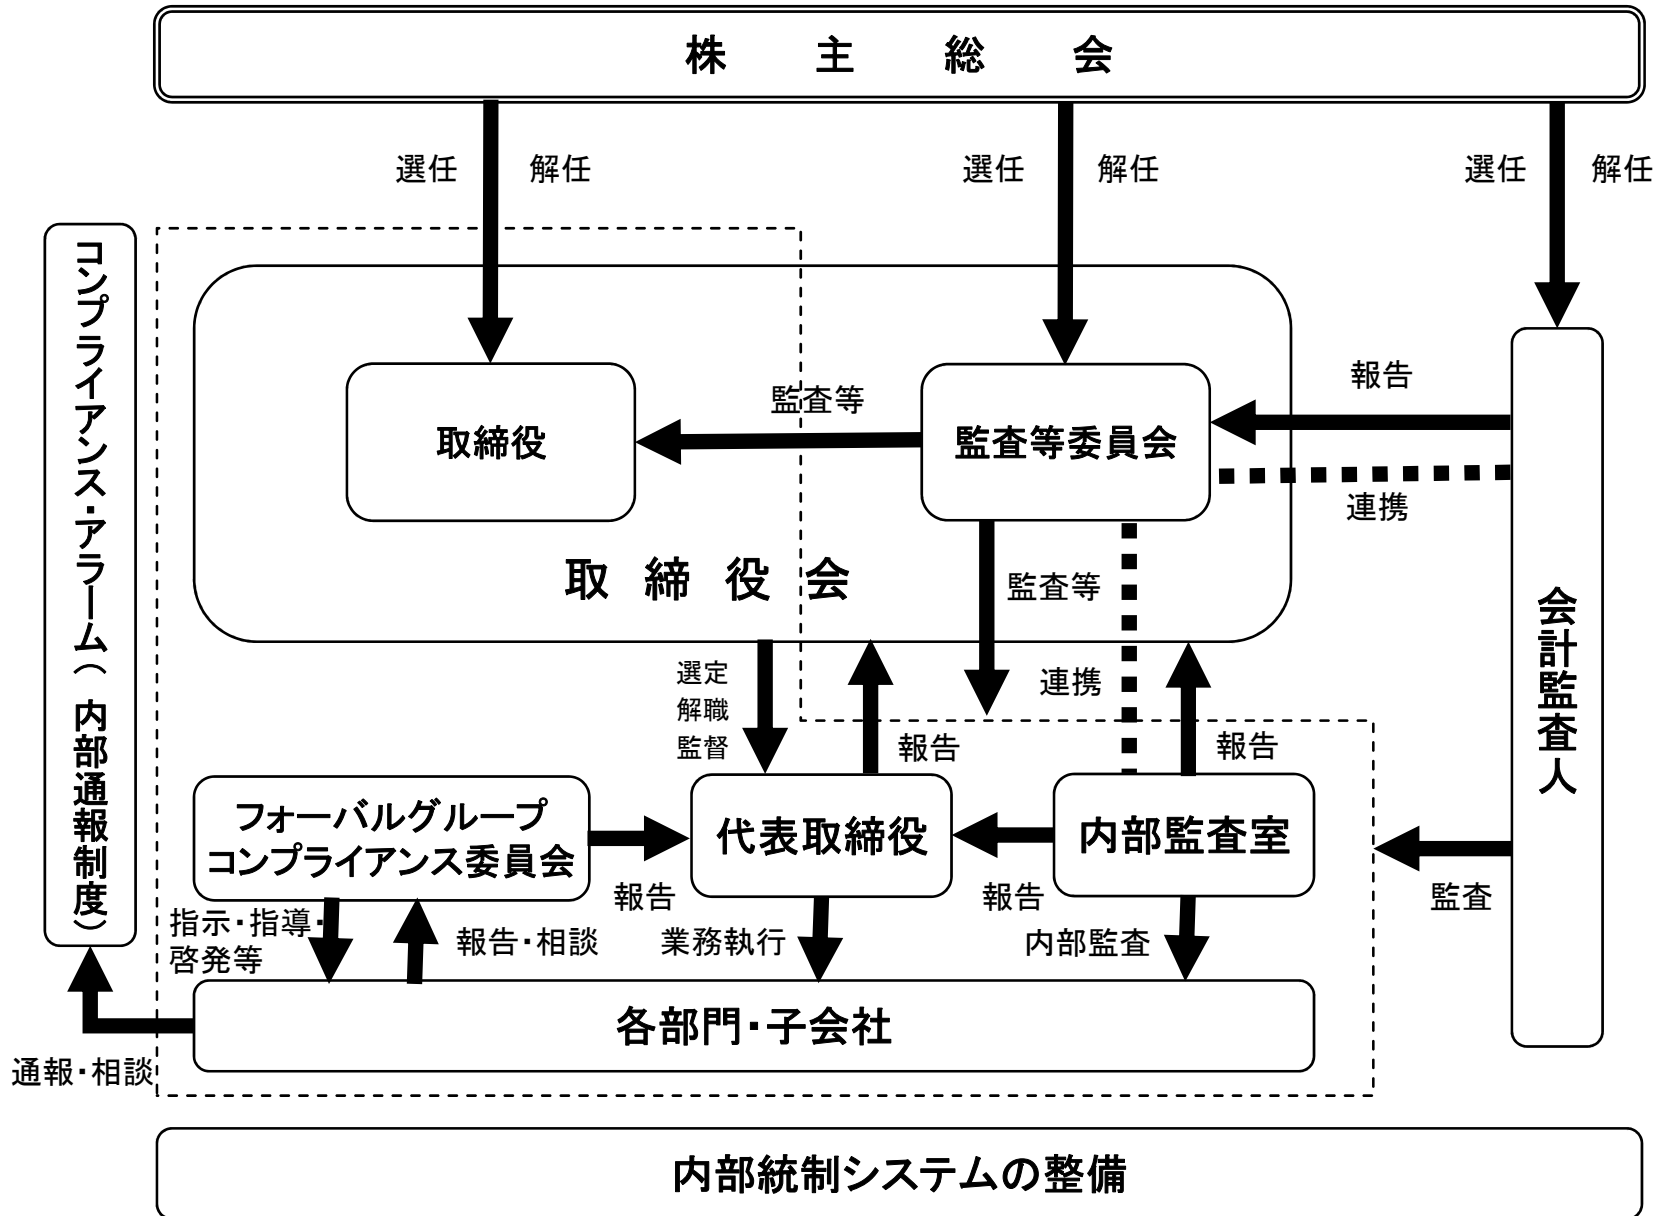 株主総会
選任 解任
選任 解任
選任 解任
コンプライアンス・アラーム（内部通報制度）
取締役
監査等
監査等委員会
報告
連携
取締役会
監査等
連携
選定
解職
監督
報告
報告
会計監査人
フォーバルグループ
コンプライアンス委員会
報告
代表取締役
報告
内部監査室
監査
指示・指導・
啓発等
報告・相談
業務執行
内部監査
各部門・子会社
通報・相談
内部統制システムの整備